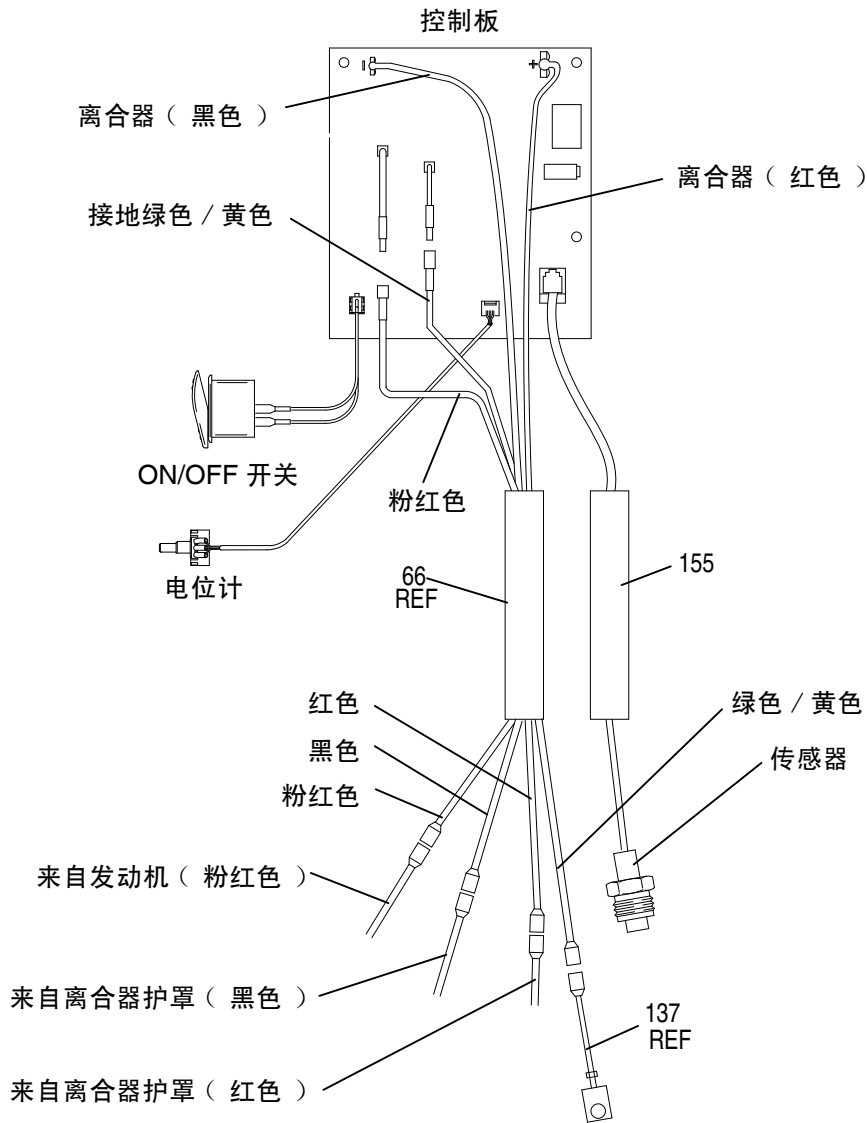 控制板
离合器（ 黑色 ）
离合器（ 红色 ）
接地绿色 / 黄色
ON/OFF 开关
粉红色
电位计
66
REF
155
红色
绿色 / 黄色
黑色
传感器
粉红色
来自发动机（ 粉红色 ）
来自离合器护罩（ 黑色 ）
137
REF
来自离合器护罩（ 红色 ）